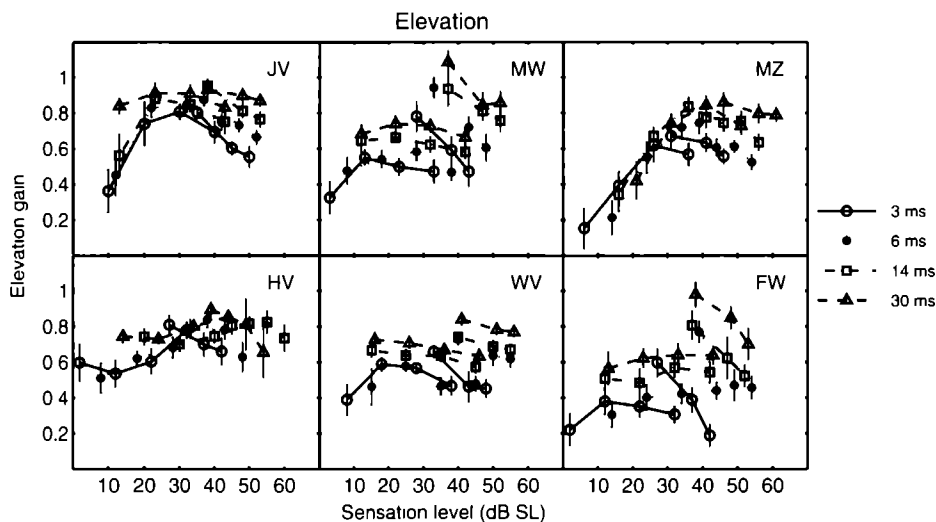 Elevation
JV MW MZ
1
0.8
0.6
0.4
0.2
Elevation gain
HV WV FW
1
0.8
0.6
0.4
0.2
10 20 30 40 50 60 10 20 30 40 50 60 10 20 30 40 50 60
Sensation level (dB SL)
3 ms
6 ms
14 ms
30 ms